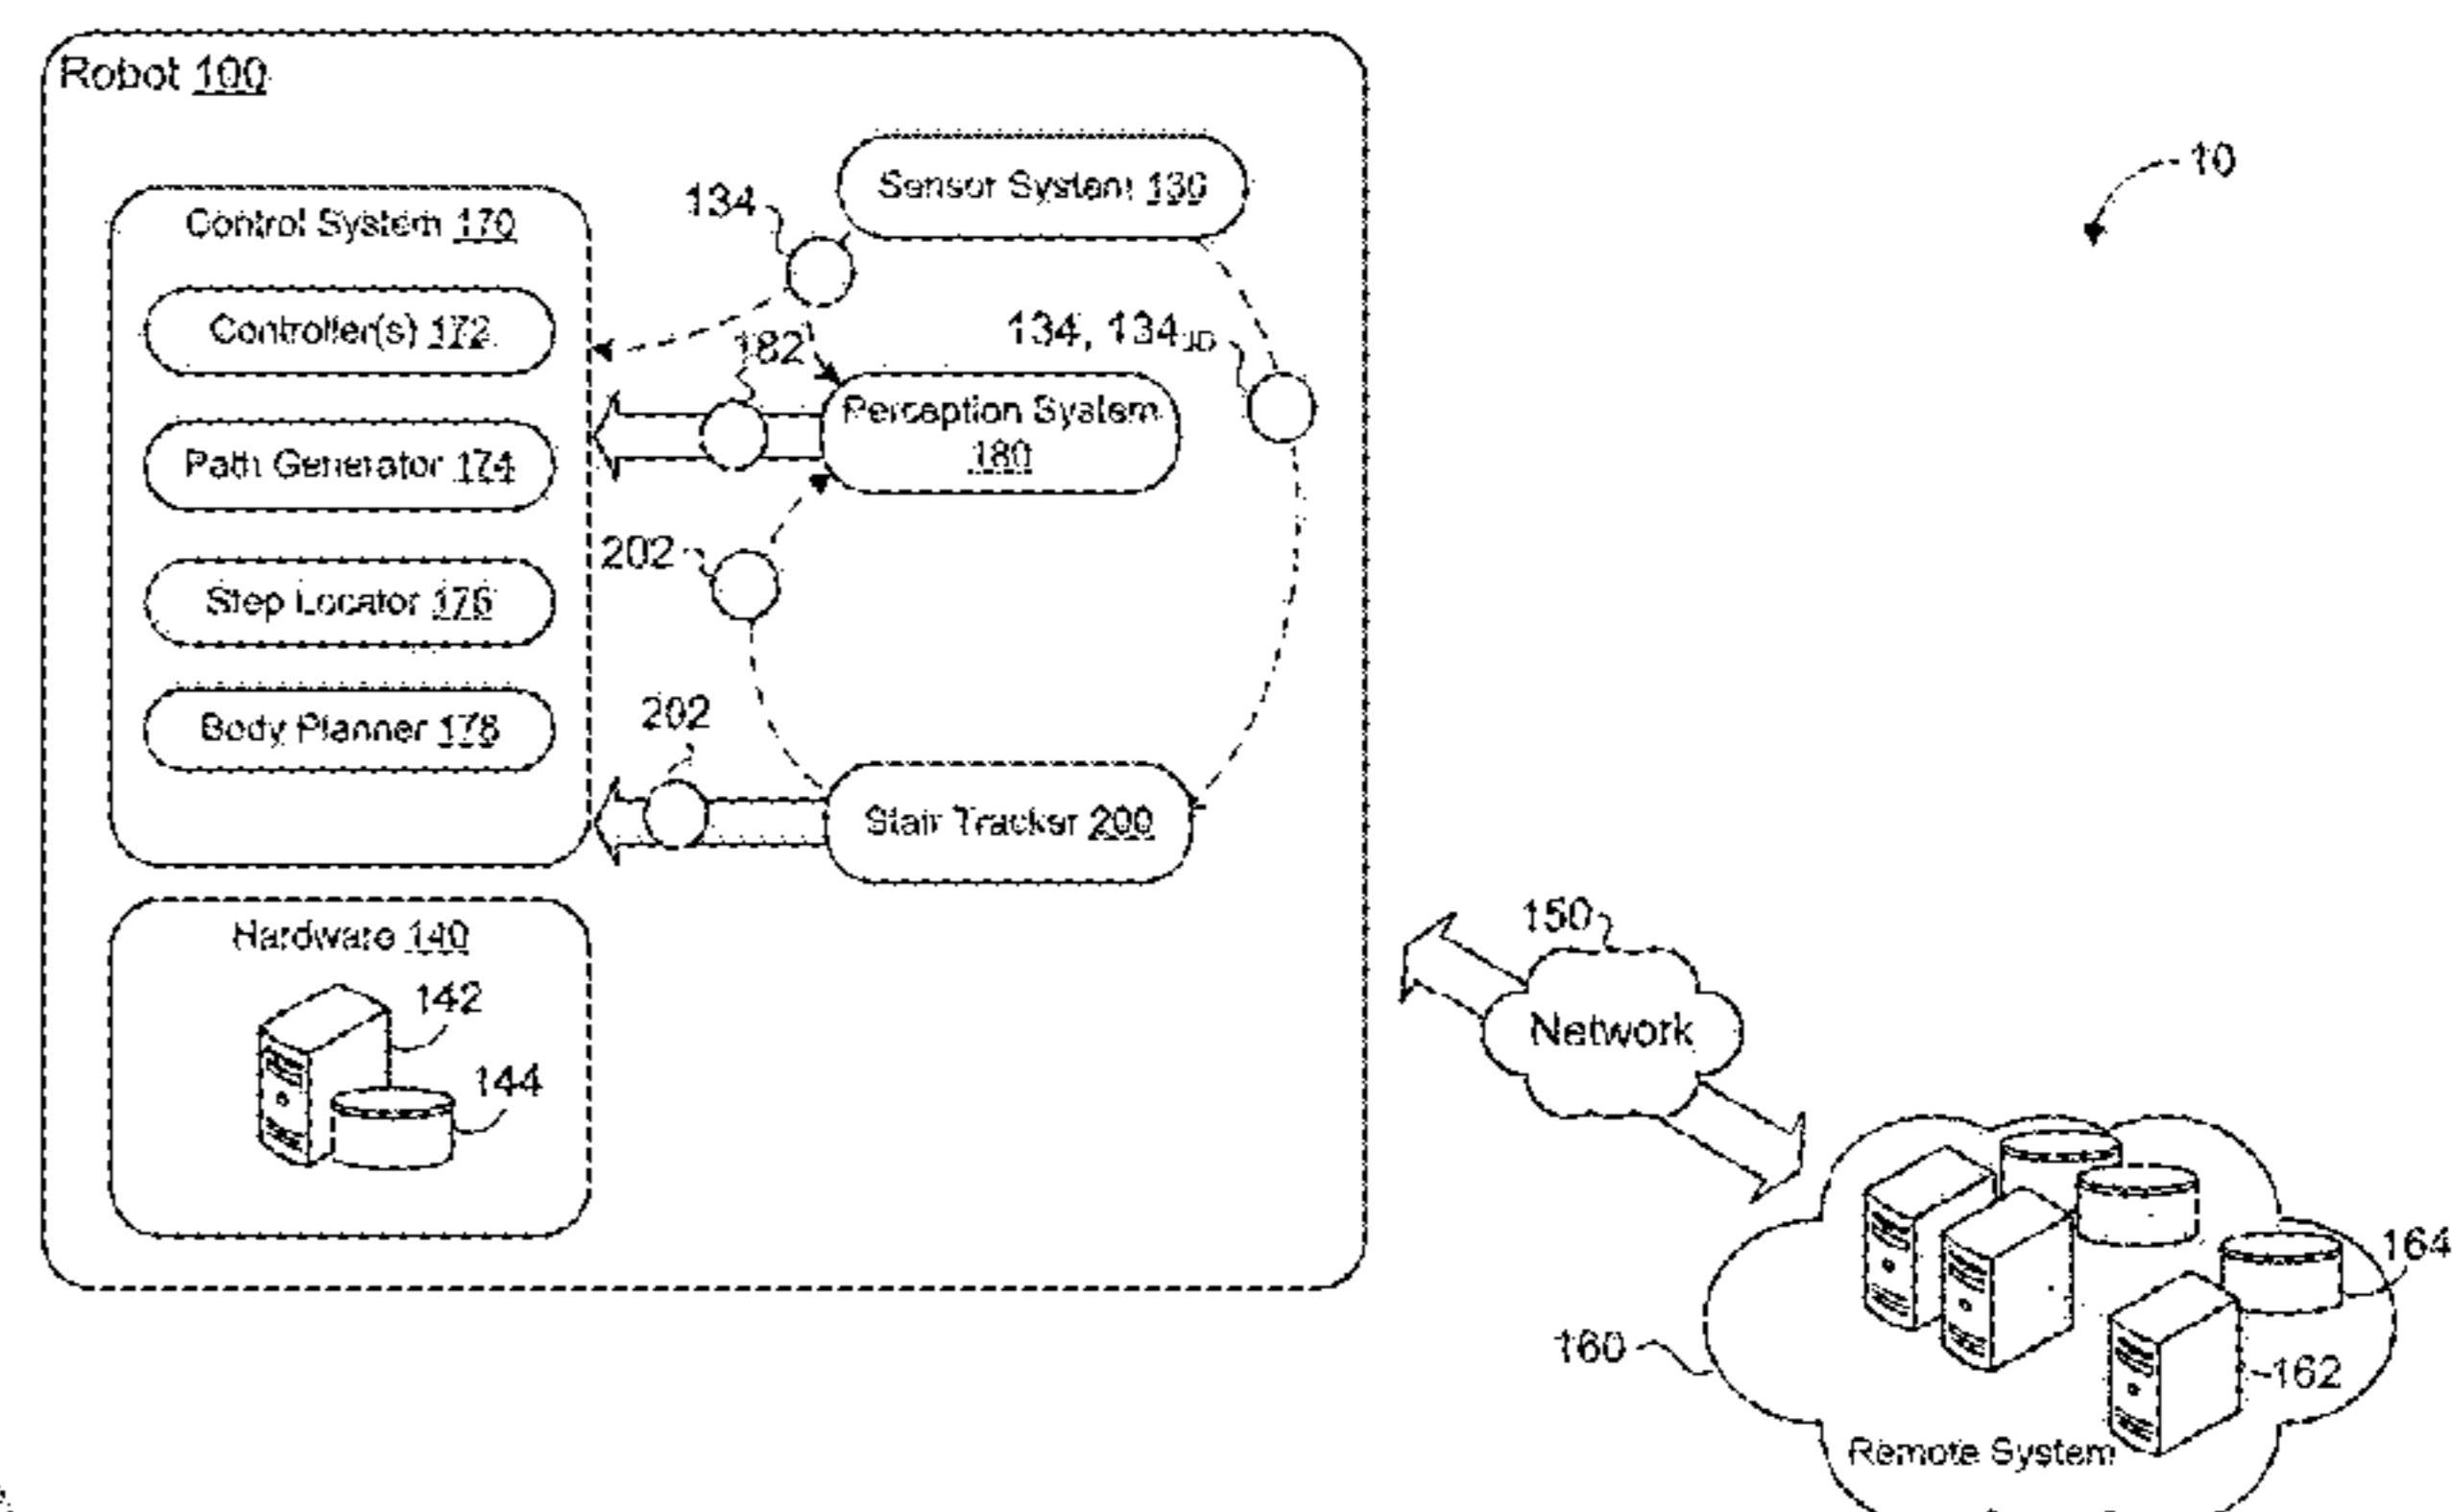 Robot 100
10
Sensor System 130
134
Control System 170
Controller(s) 172
182
134, 134
Perception System
180
Path Generator 174
202
Step Locator 176
202
Body Planner 178
Stair Tracker 200
150
Hardware 140
142
Network
144
164
160
162
Remote System